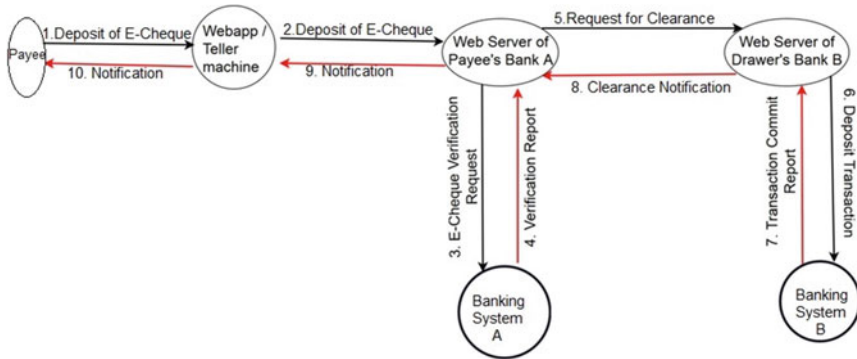 1.Deposit of E-Cheque
2.Deposit of E-Cheque
5.Request for Clearance
Payee
Webapp /
Teller
machine
Web Server of
Payee's Bank A
Web Server of
Drawer's Bank B
10. Notification
9. Notification
8. Clearance Notification
3. E-Cheque Verification
Request
4. Verification Report
7. Transaction Commit
Report
6. Deposit Transaction
Banking
System
A
Banking
System
B